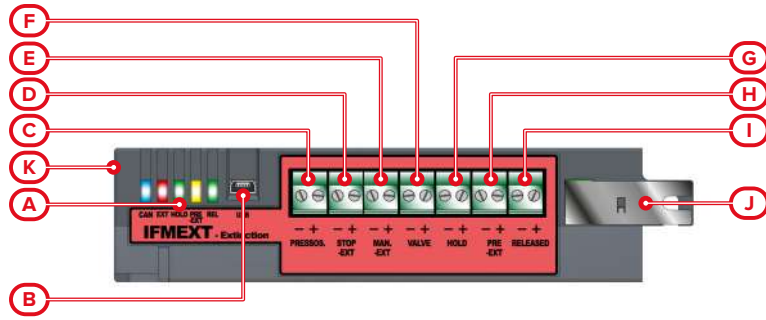 F
E
D
C
K
A
B
G
H
I
J
CAN EXT HOLD PRE-EXT REL
USB
IFMEXT - Extinction
- + - + - + - + - + - + - +
PRESSOS. STOP-EXT MAN.-EXT VALVE HOLD PRE-EXT RELEASED